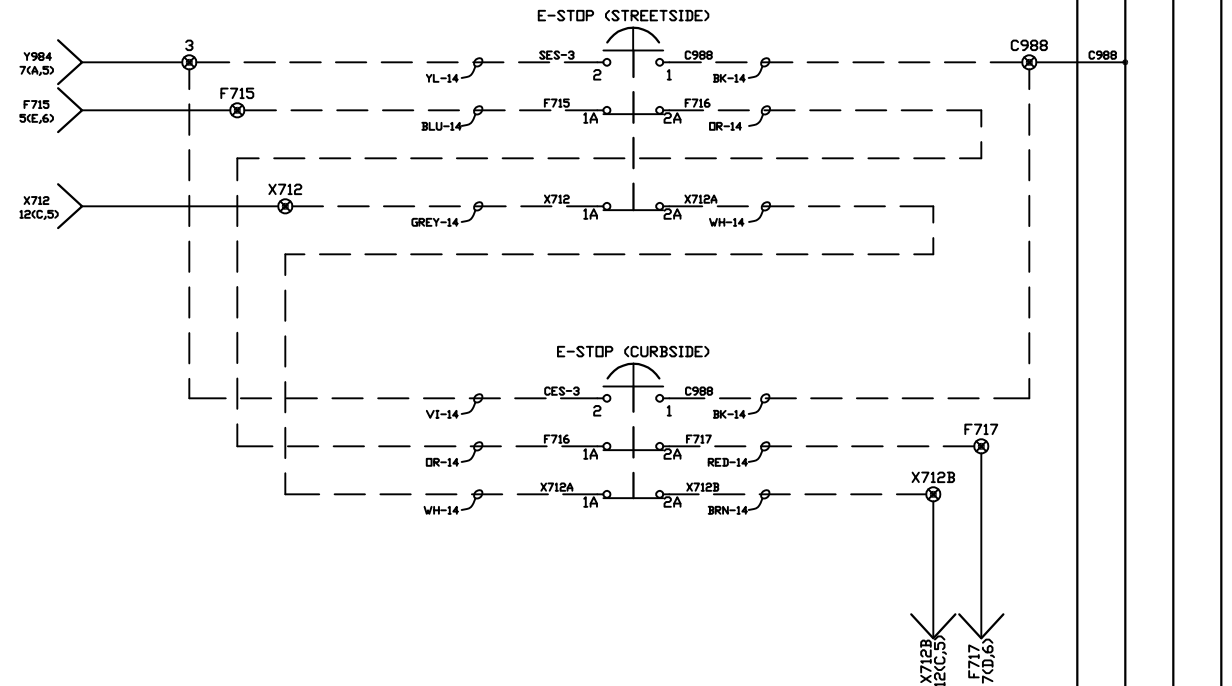 E-STOP (STREETSIDE)
Y984
7(A,5)
3
YL-14
SES-3
2
C988
1
BK-14
C988
C988
F715
5(E,6)
F715
BLU-14
F715
1A
F716
2A
OR-14
X712
12(C,5)
X712
GREY-14
X712
1A
X712A
2A
WH-14
E-STOP (CURBSIDE)
VI-14
CES-3
2
C988
1
BK-14
OR-14
F716
1A
F717
2A
RED-14
F717
WH-14
X712A
1A
X712B
2A
BRN-14
X712B
X712B
12(C,5)
F717
7(D,6)